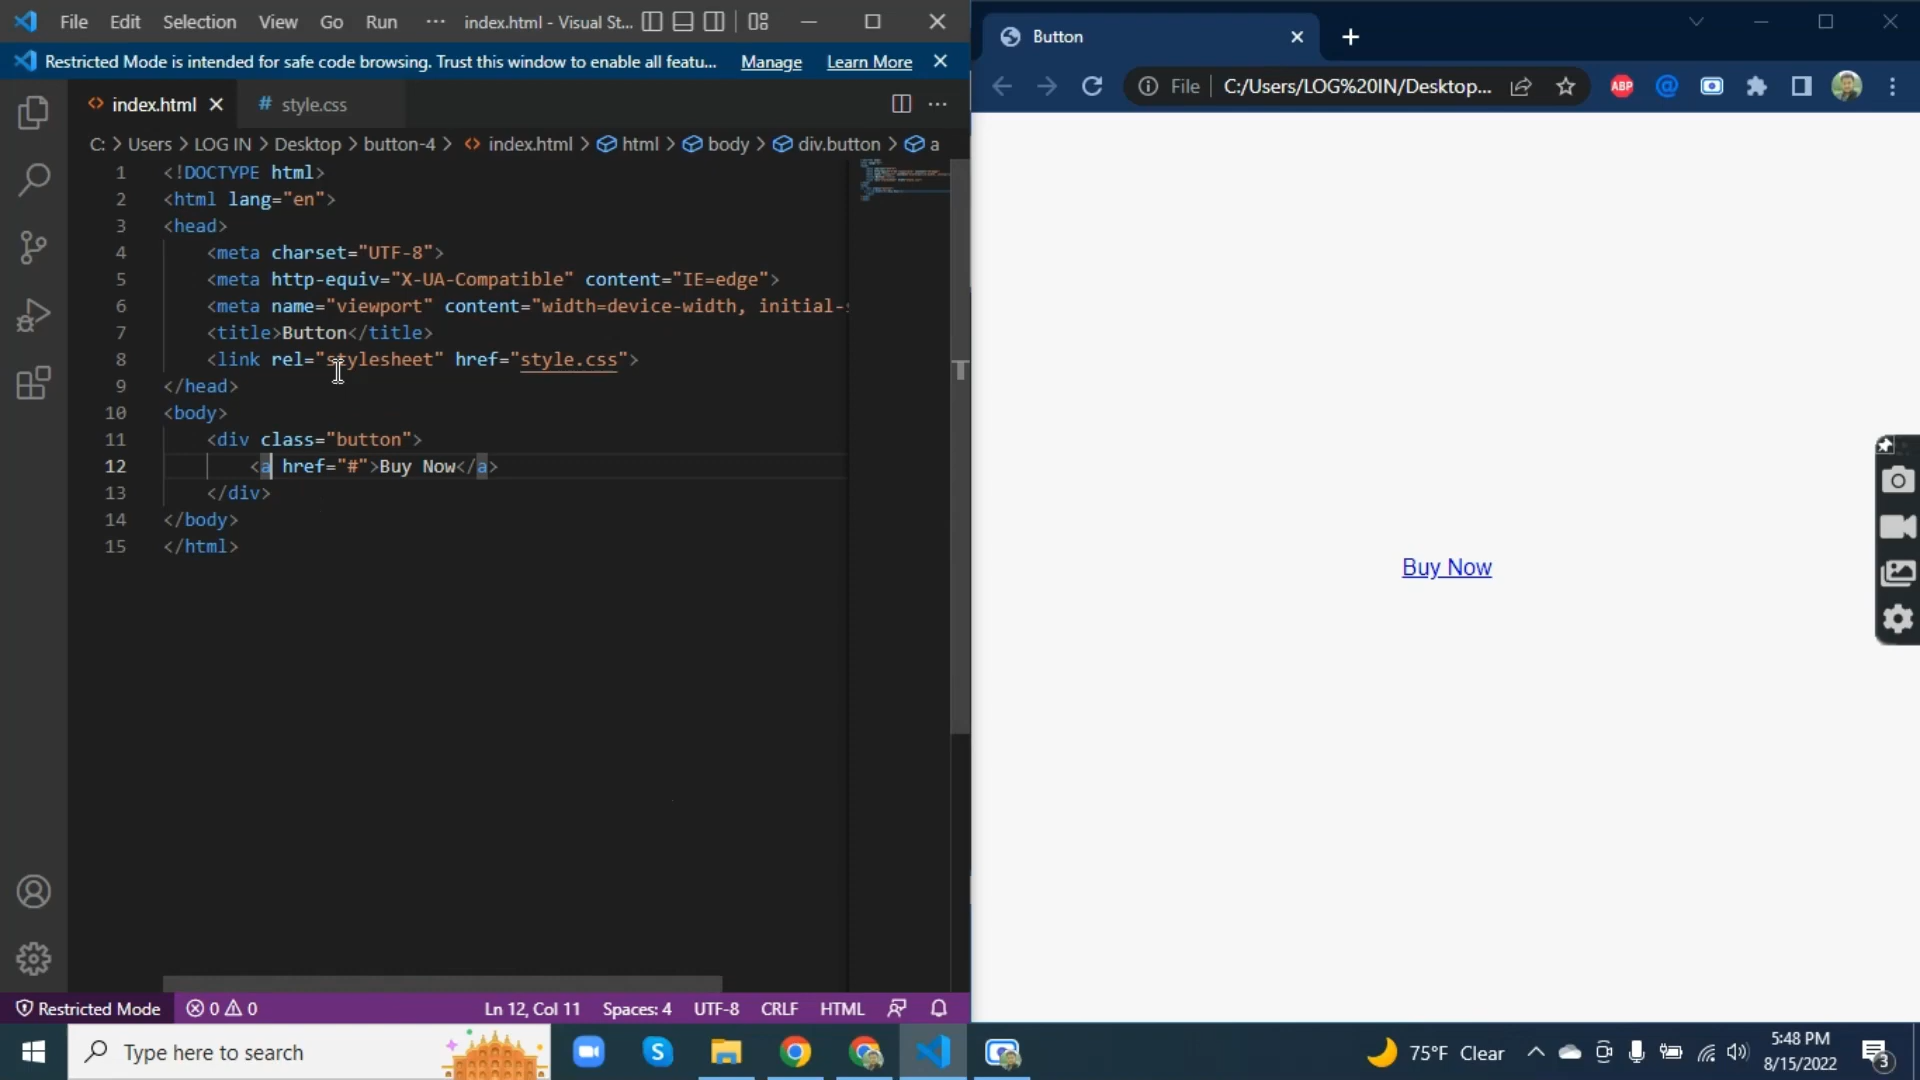 File Edit Selection View Go Run ··· index.html - Visual St...
Restricted Mode is intended for safe code browsing. Trust this window to enable all featu... Manage Learn More
index.html # style.css
C: > Users > LOG IN > Desktop > button-4 > index.html > html > body > div.button > a
1 <!DOCTYPE html>
2 <html lang="en">
3 <head>
4 <meta charset="UTF-8">
5 <meta http-equiv="X-UA-Compatible" content="IE=edge">
6 <meta name="viewport" content="width=device-width, initial-
7 <title>Button</title>
8 <link rel="stylesheet" href="style.css">
9 </head>
10 <body>
11 <div class="button">
12 <a href="#">Buy Now</a>
13 </div>
14 </body>
15 </html>
Restricted Mode 0 0 Ln 12, Col 11 Spaces: 4 UTF-8 CRLF HTML
Button
File C:/Users/LOG%20IN/Desktop... ABP
Buy Now
Type here to search
75°F Clear
5:48 PM
8/15/2022
3